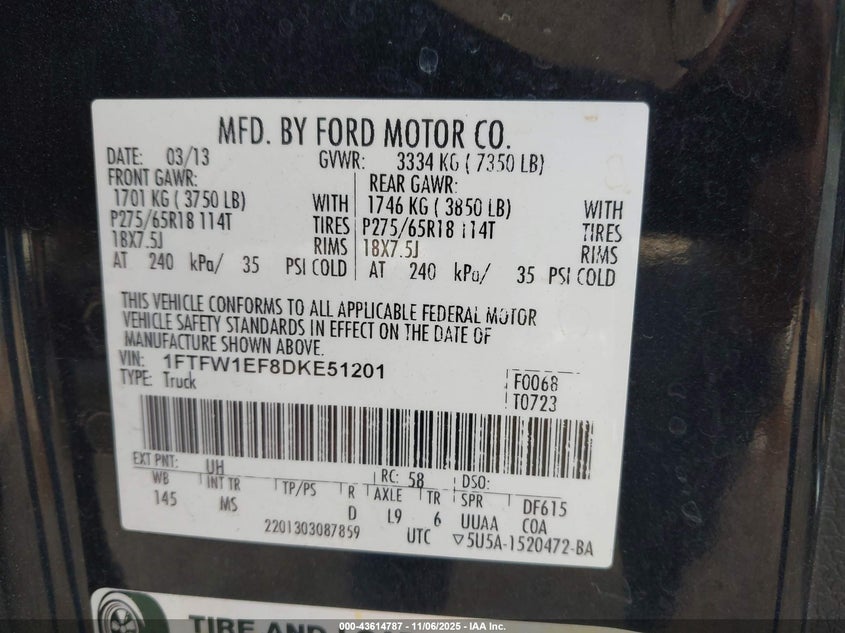 MFD. BY FORD MOTOR CO.
DATE: 03/13 GVWR: 3334 KG ( 7350 LB)
FRONT GAWR: REAR GAWR:
1701 KG ( 3750 LB) WITH 1746 KG ( 3850 LB) WITH
P275/65R18 114T TIRES P275/65R18 114T TIRES
18X7.5J RIMS 18X7.5J RIMS
AT 240 kPa/ 35 PSI COLD AT 240 kPa/ 35 PSI COLD
THIS VEHICLE CONFORMS TO ALL APPLICABLE FEDERAL MOTOR
VEHICLE SAFETY STANDARDS IN EFFECT ON THE DATE OF
MANUFACTURE SHOWN ABOVE.
VIN: 1FTFW1EF8DKE51201 F0068
TYPE: Truck T0723
EXT PNT: UH RC: 58 DSO:
WB INT TR TP/PS R AXLE TR SPR DF615
145 MS D L9 6 UUAA COA
2201303087859 UTC ▽5U5A-1520472-BA
TIRE AND
000-43614787 - 11/06/2025 - IAA Inc.